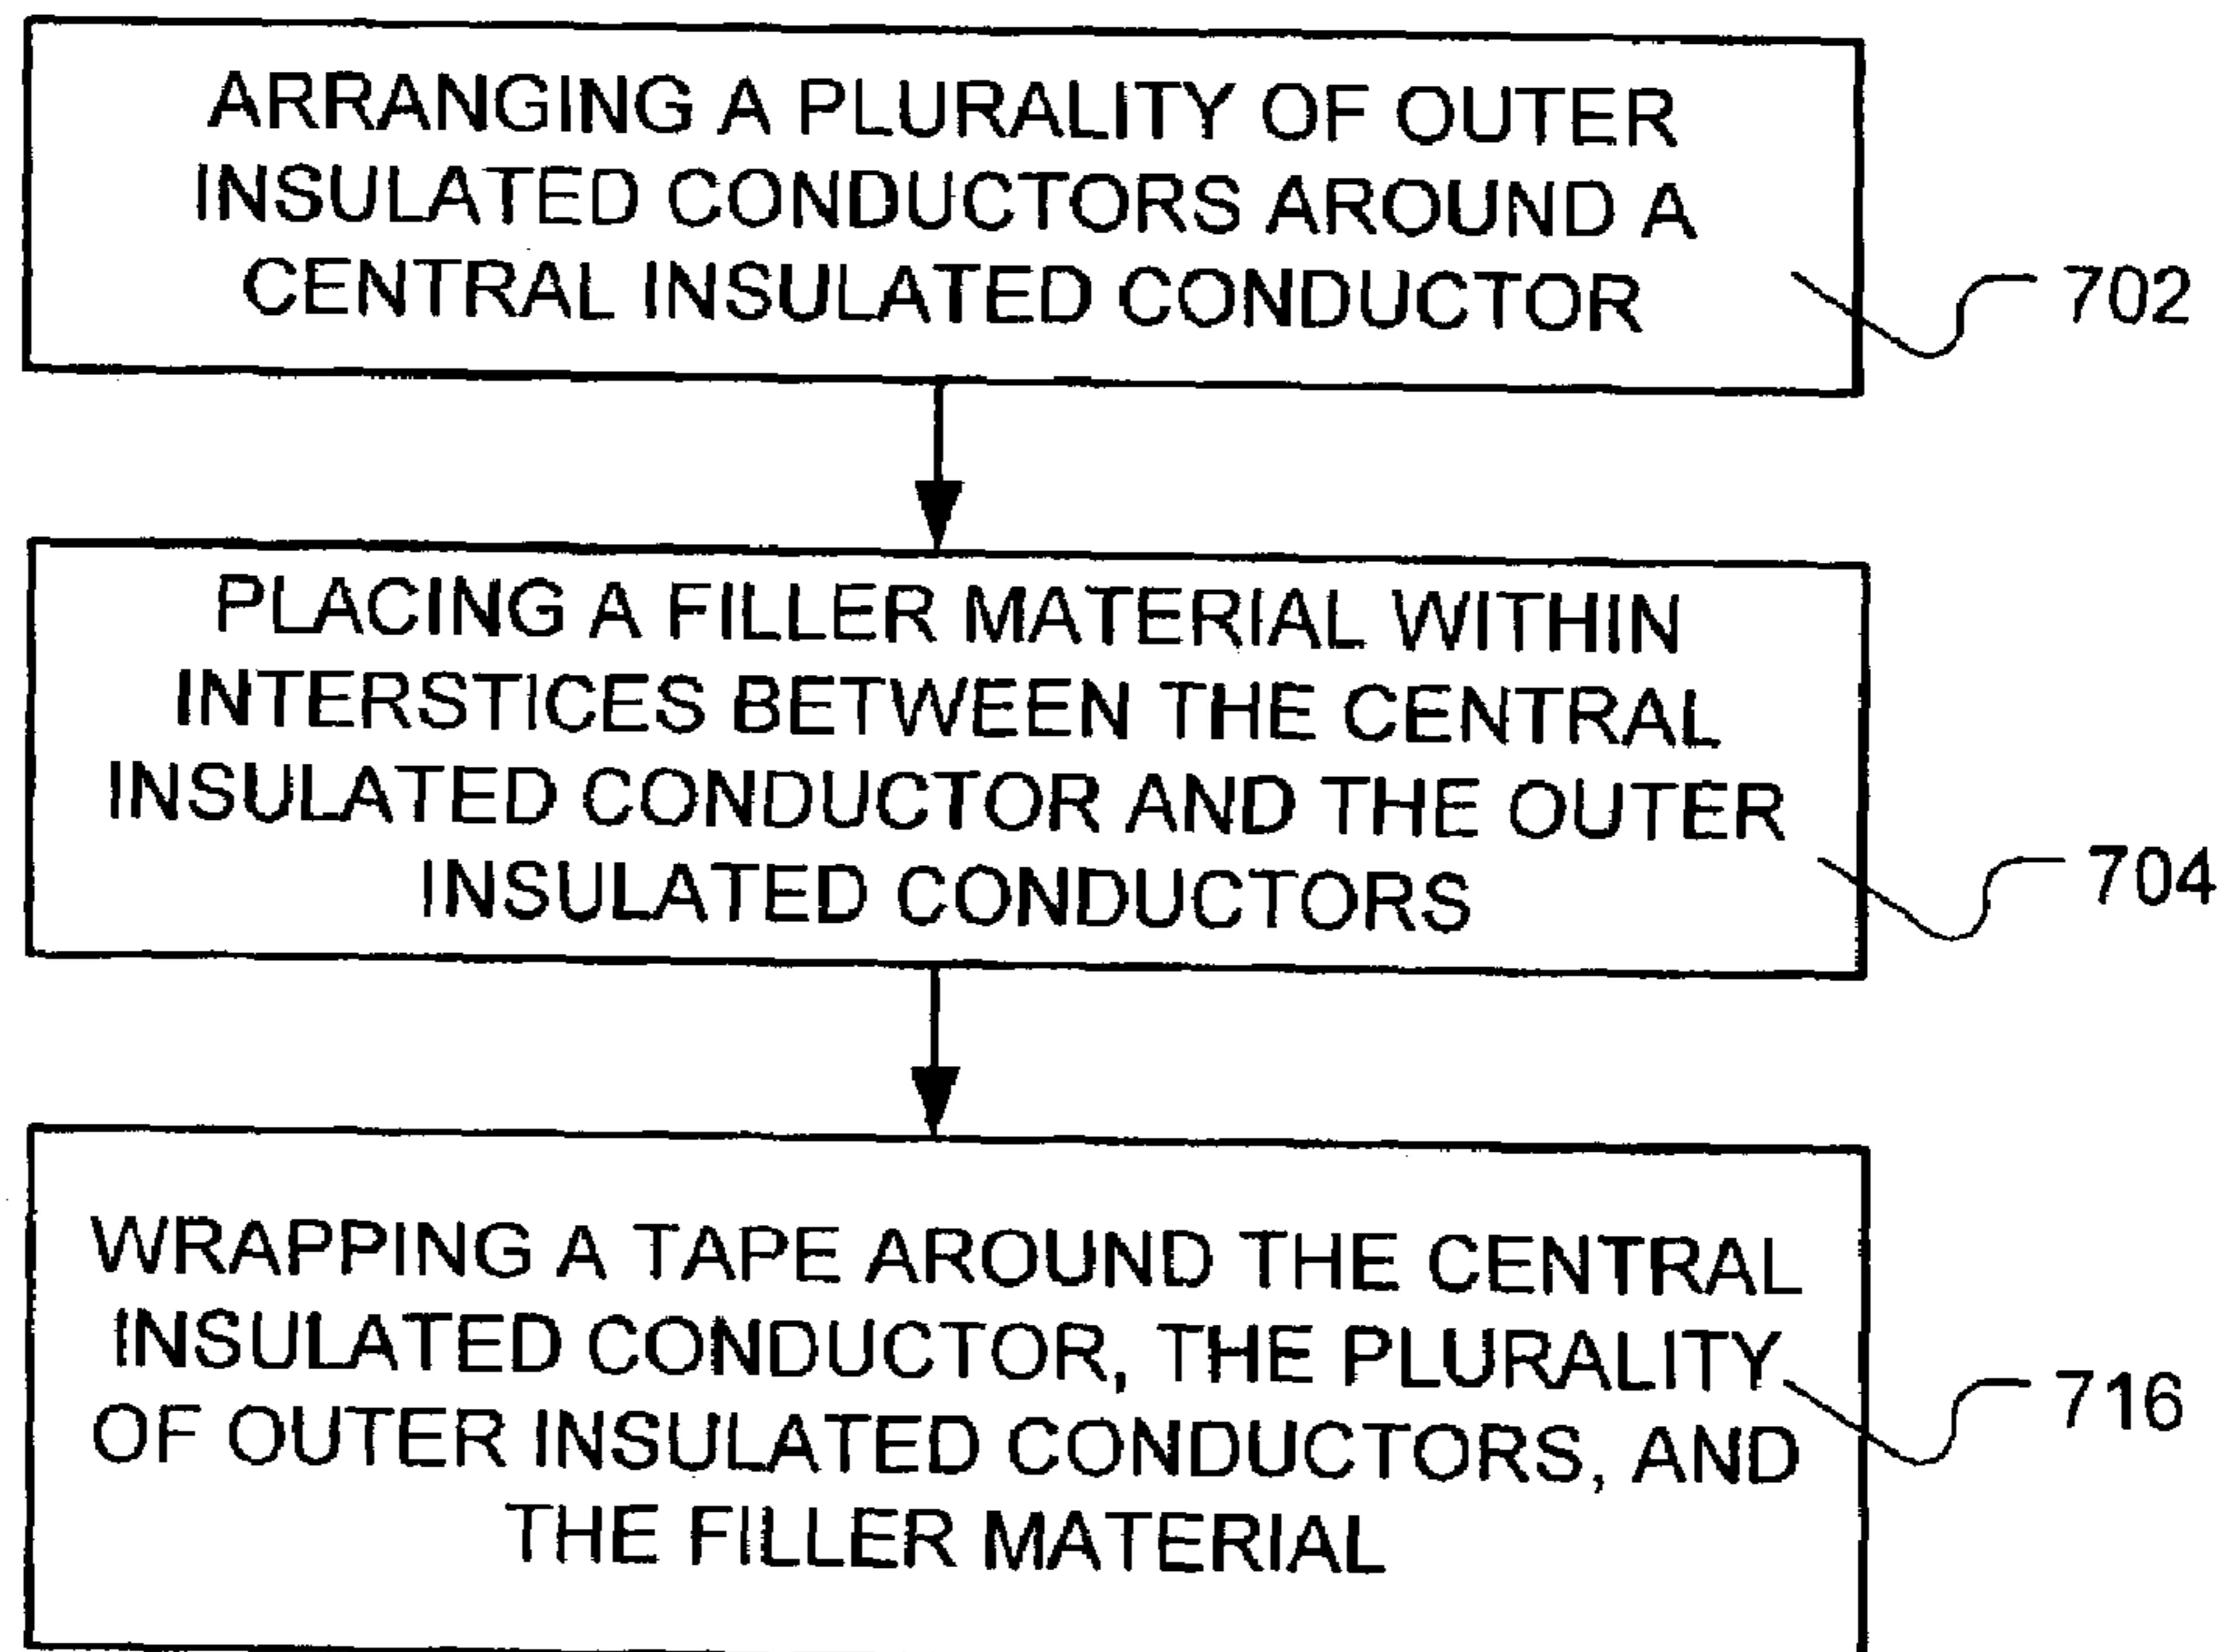 ARRANGING A PLURALITY OF OUTER
INSULATED CONDUCTORS AROUND A
CENTRAL INSULATED CONDUCTOR
702
PLACING A FILLER MATERIAL WITHIN
INTERSTICES BETWEEN THE CENTRAL
INSULATED CONDUCTOR AND THE OUTER
INSULATED CONDUCTORS
704
WRAPPING A TAPE AROUND THE CENTRAL
INSULATED CONDUCTOR, THE PLURALITY
OF OUTER INSULATED CONDUCTORS, AND
THE FILLER MATERIAL
716